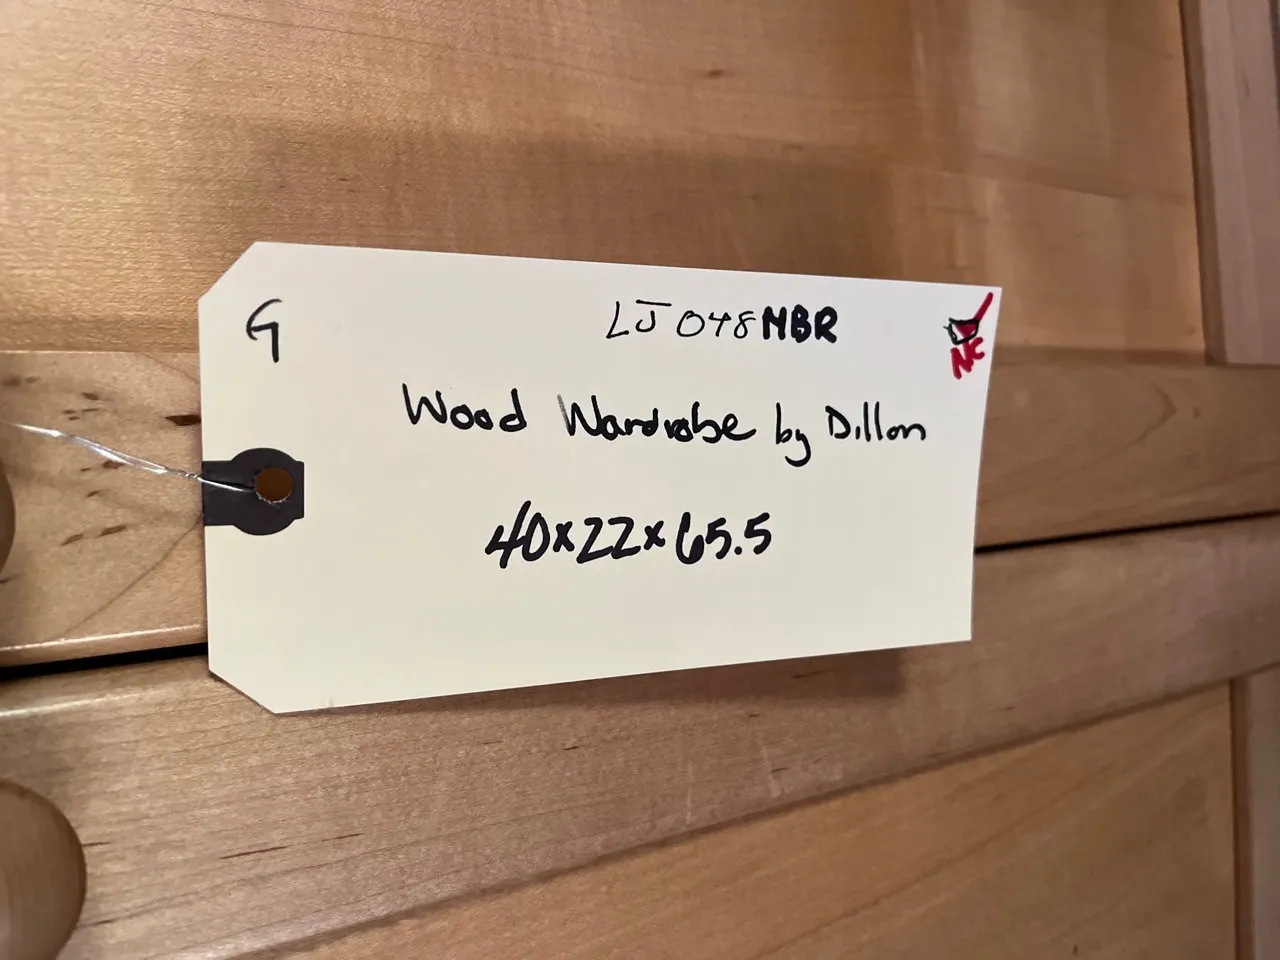 G
LJ048MBR
NC
Wood Wardrobe by Dillon
40x22x65.5